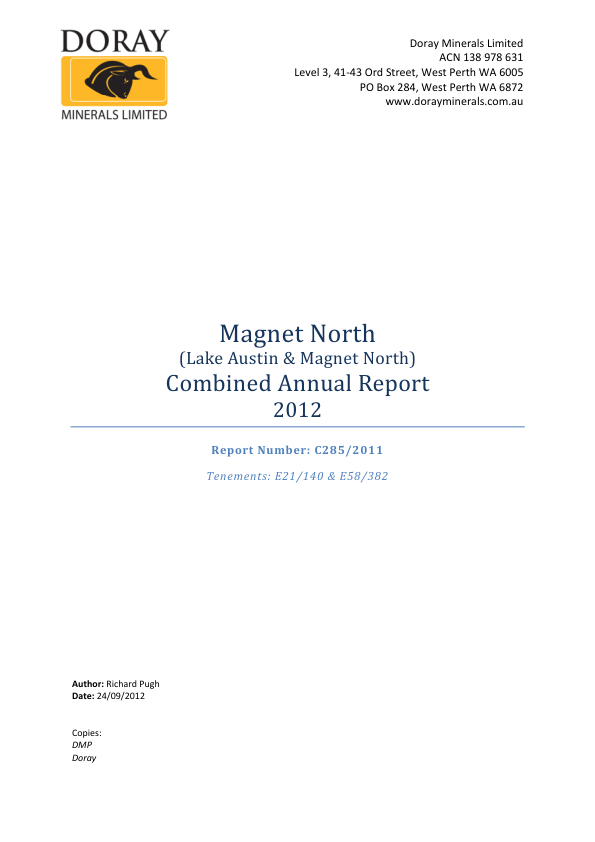 DORAY
MINERALS LIMITED
Doray Minerals Limited
ACN 138 978 631
Level 3, 41-43 Ord Street, West Perth WA 6005
PO Box 284, West Perth WA 6872
www.dorayminerals.com.au
Magnet North
(Lake Austin & Magnet North)
Combined Annual Report
2012
Report Number: C285/2011
Tenements: E21/140 & E58/382
Author: Richard Pugh
Date: 24/09/2012
Copies:
DMP
Doray